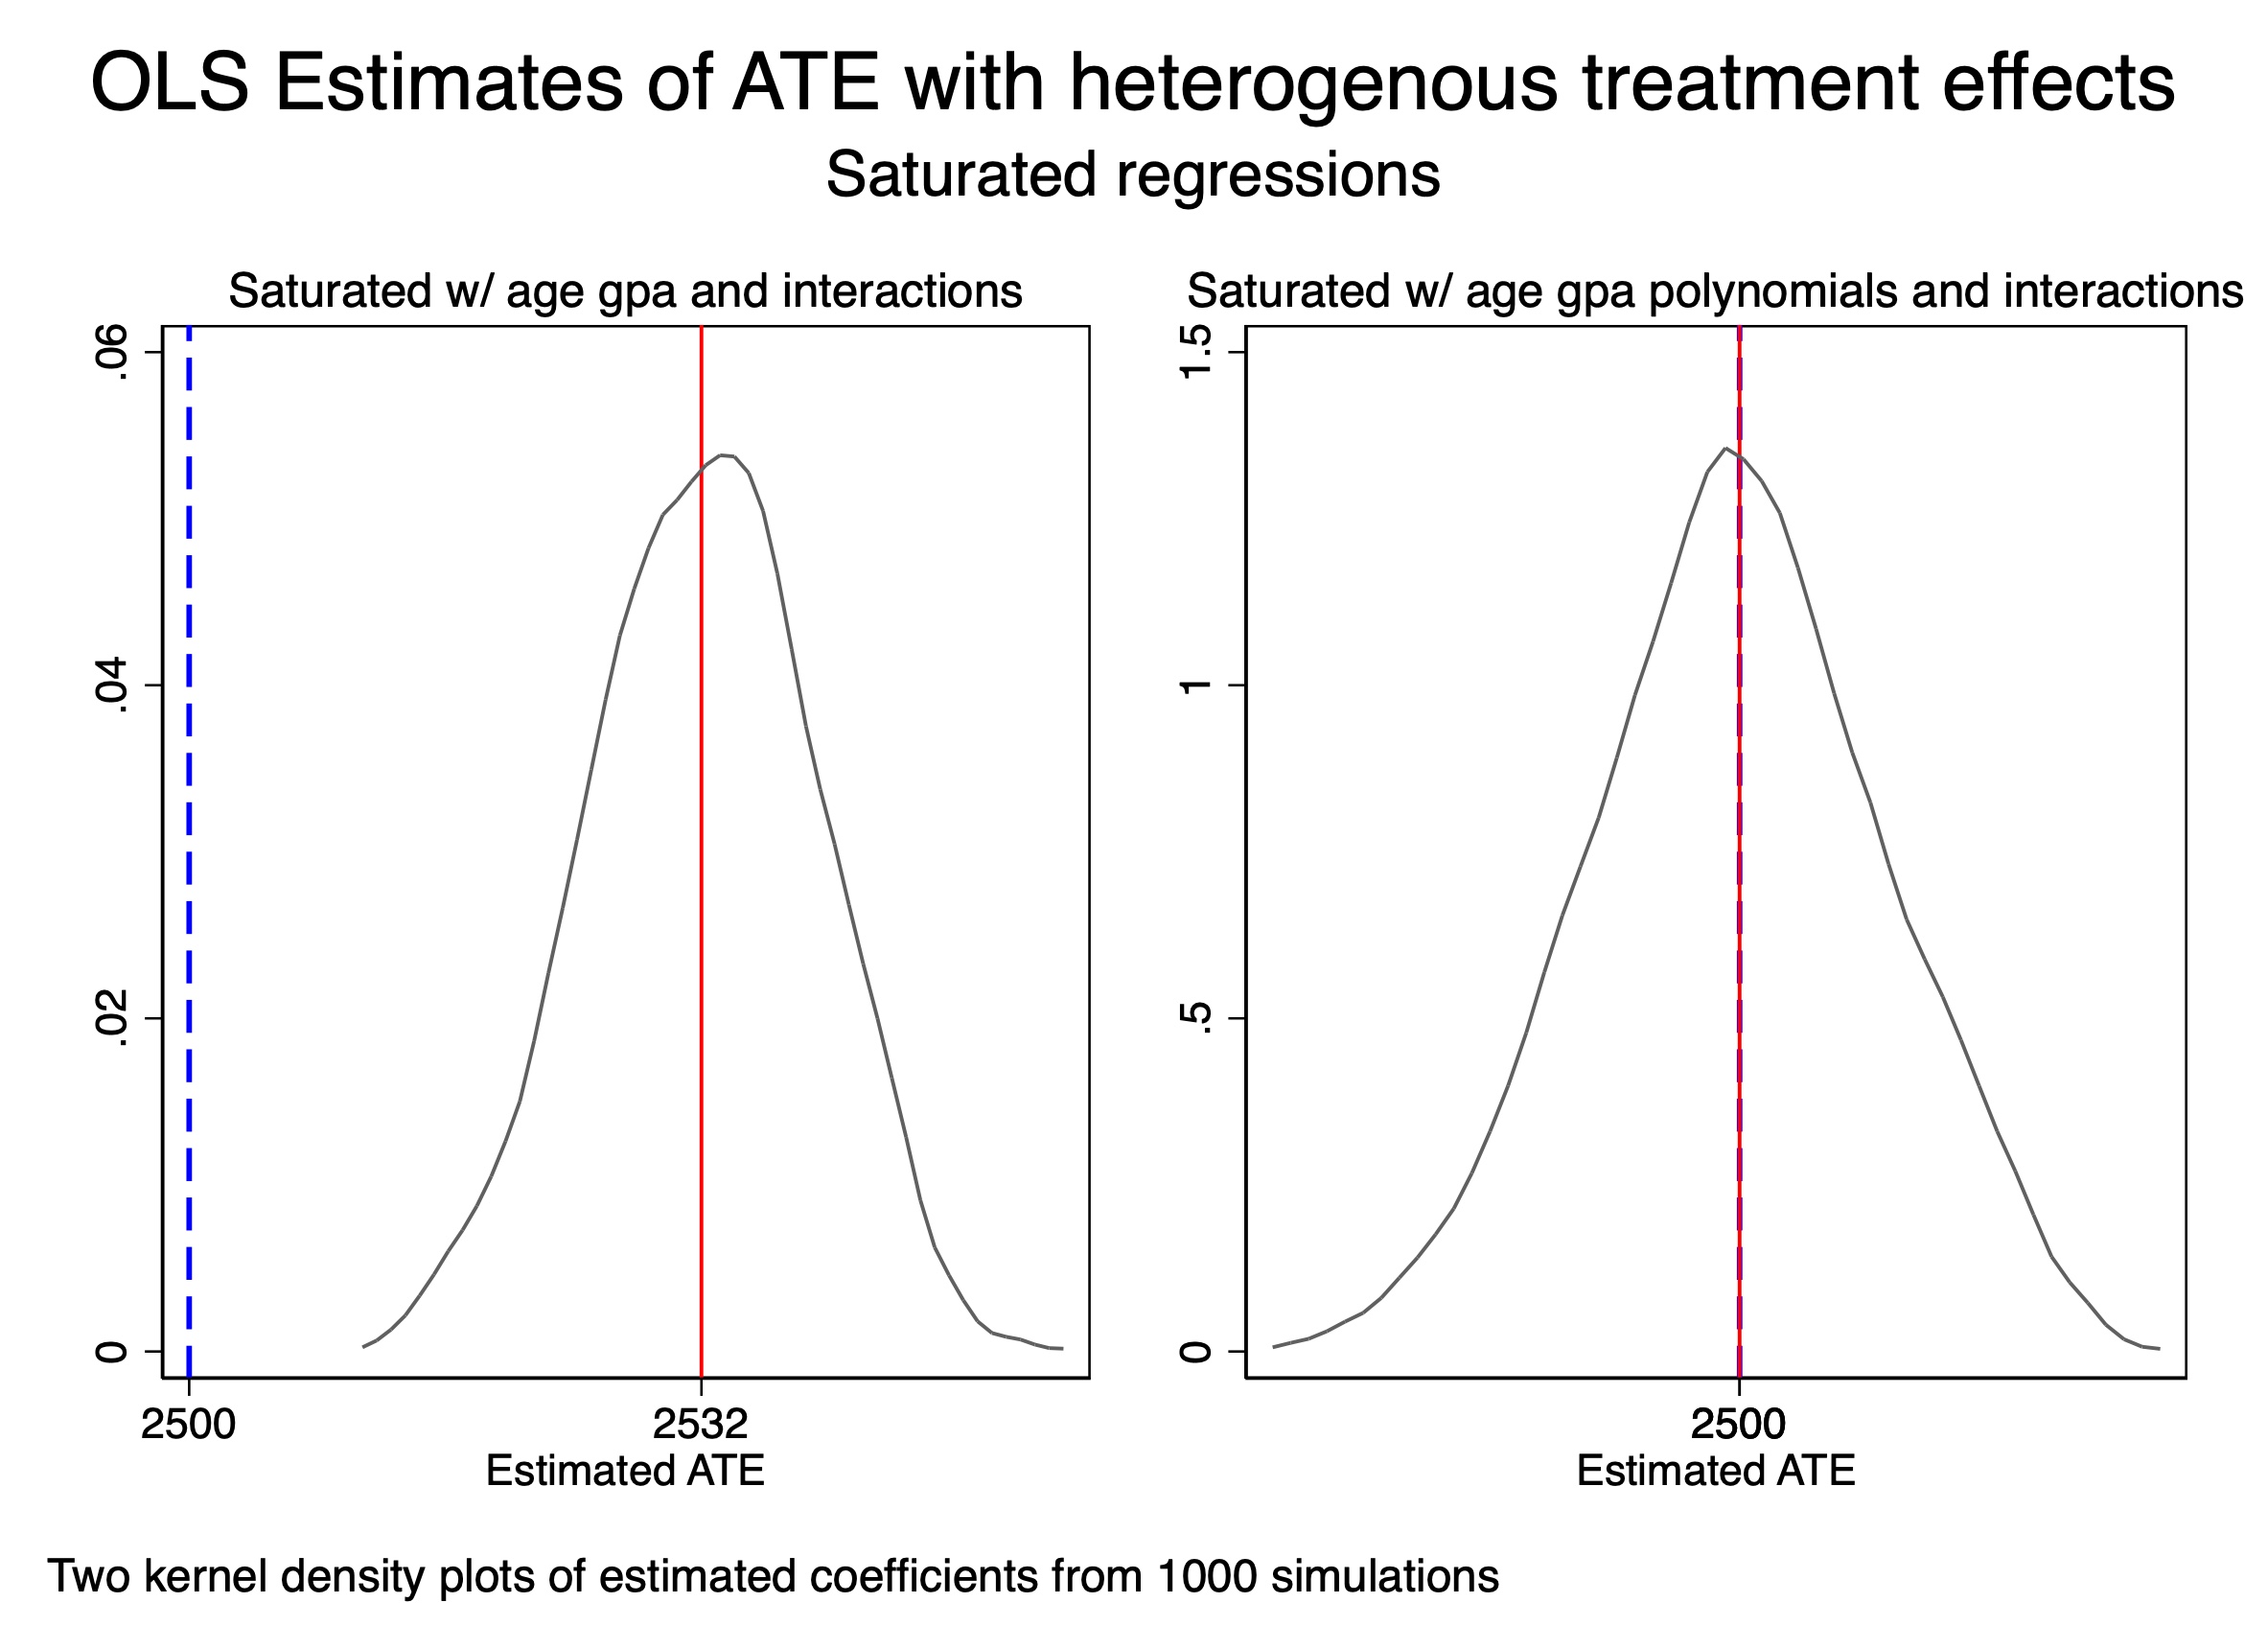 OLS Estimates of ATE with heterogenous treatment effects
Saturated regressions
Saturated w/ age gpa and interactions
.06
.04
.02
0
2500
2532
Estimated ATE
Saturated w/ age gpa polynomials and interactions
1.5
1
.5
0
2500
Estimated ATE
Two kernel density plots of estimated coefficients from 1000 simulations